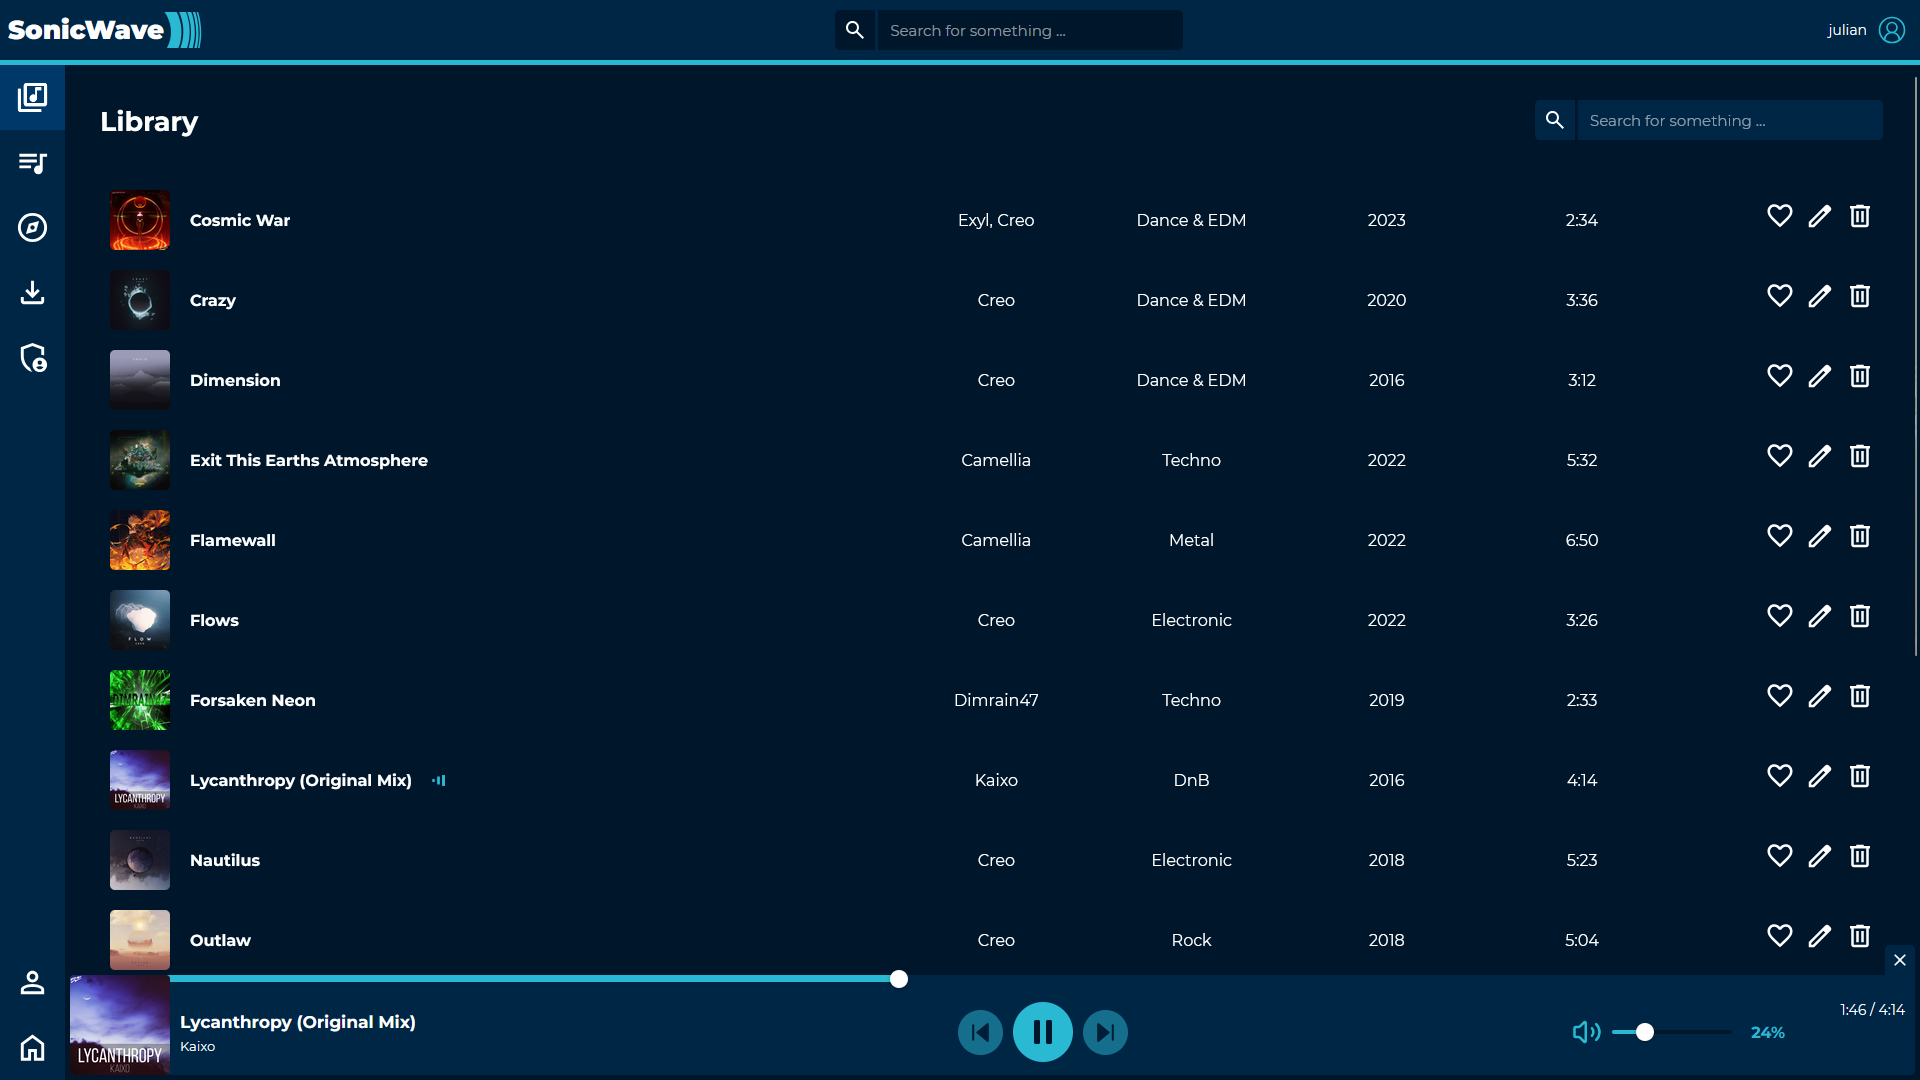 SonicWave
Search for something ...
julian
Library
Search for something ...
Cosmic War Exyl, Creo Dance & EDM 2023 2:34
Crazy Creo Dance & EDM 2020 3:36
Dimension Creo Dance & EDM 2016 3:12
Exit This Earths Atmosphere Camellia Techno 2022 5:32
Flamewall Camellia Metal 2022 6:50
FLOW
Flows Creo Electronic 2022 3:26
DIMRAIN47
Forsaken Neon Dimrain47 Techno 2019 2:33
LYCANTHROPY
KAIXO
Lycanthropy (Original Mix) Kaixo DnB 2016 4:14
Nautilus Creo Electronic 2018 5:23
Outlaw Creo Rock 2018 5:04
LYCANTHROPY
KAIXO
Lycanthropy (Original Mix)
Kaixo
1:46 / 4:14
24%